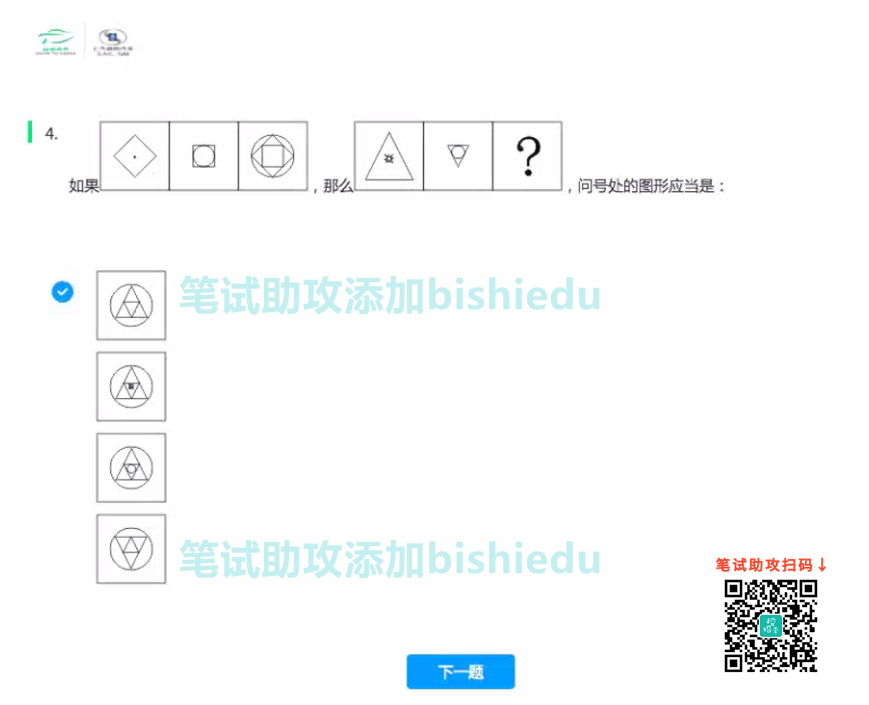 4.
如果 ，那么 ？ ，问号处的图形应当是：
笔试助攻添加bishiedu
笔试助攻添加bishiedu
笔试助攻扫码↓
下一题